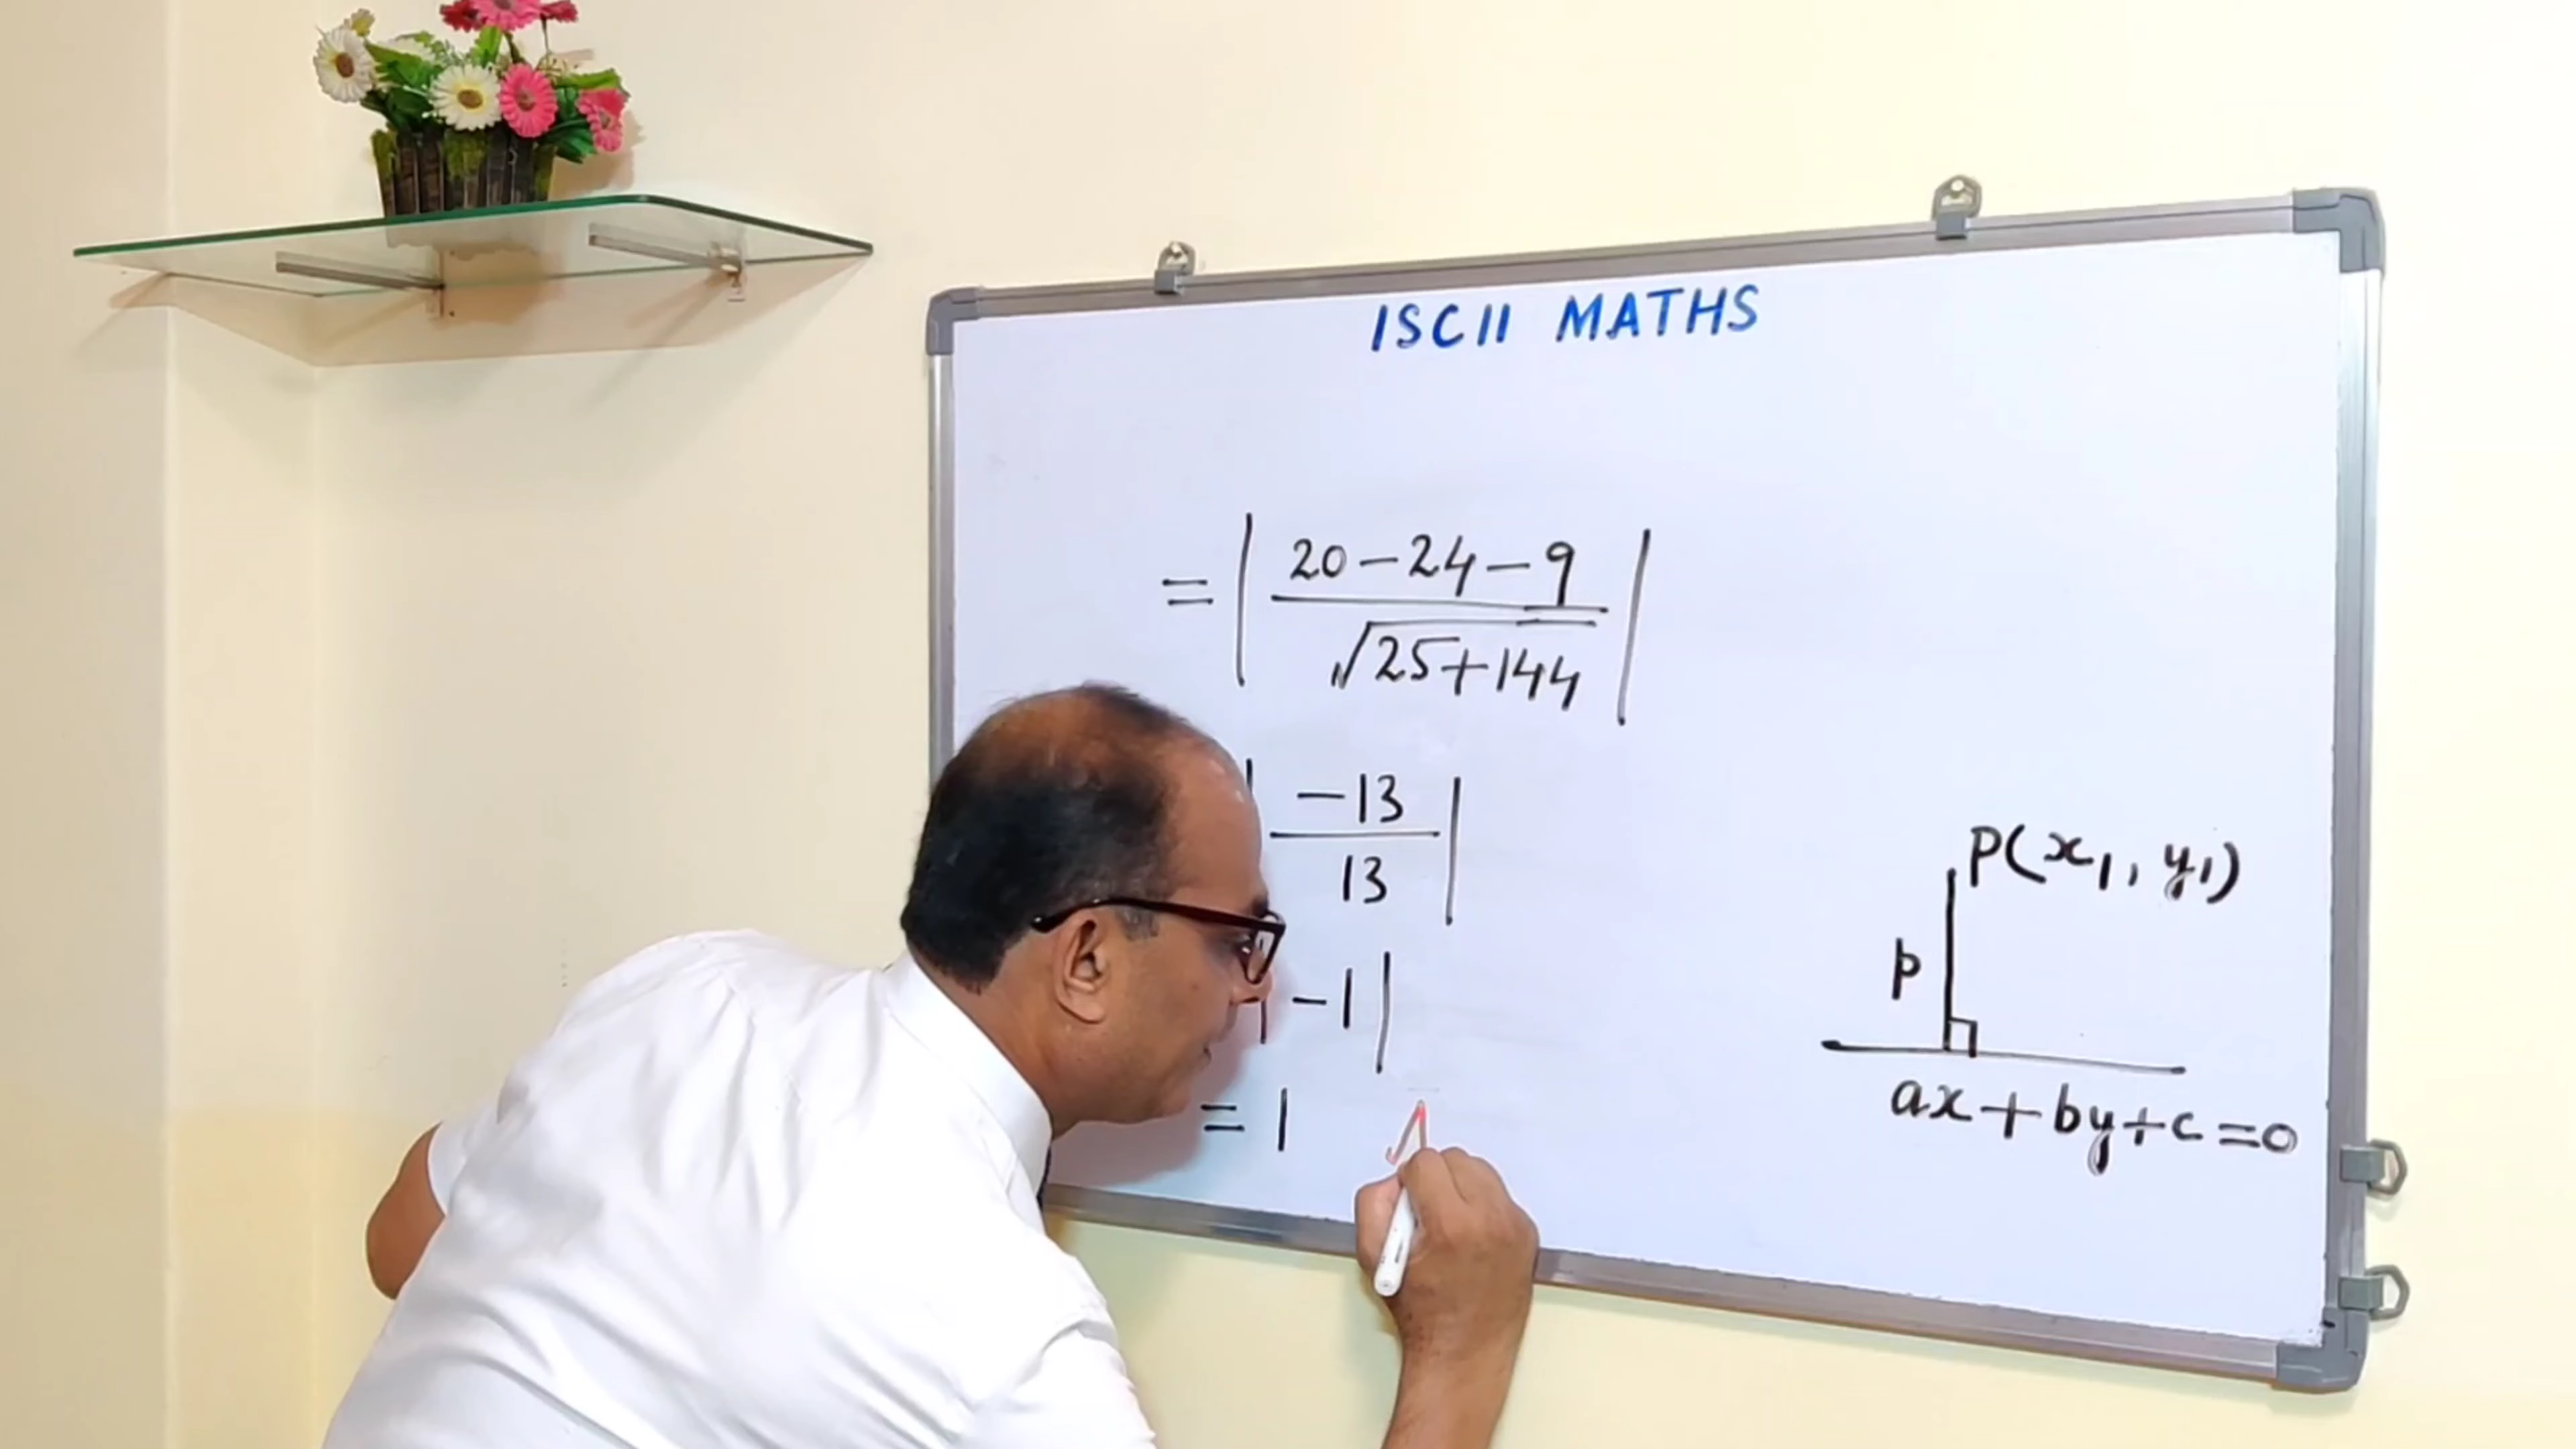 ISC11 MATHS
= | 20 - 24 - 9 |
√25+144
-13 |
13
-1 |
= 1
P(x₁, y₁)
p
ax+by+c=0